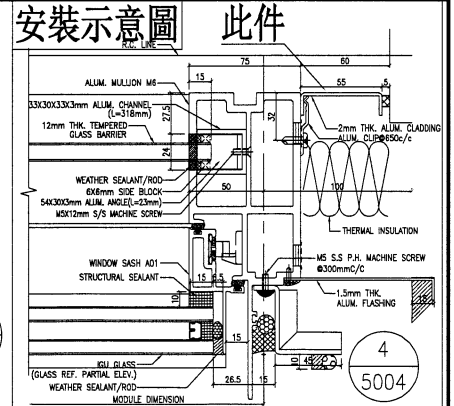 安裝示意圖
此件
R.C. LINE
75
60
ALUM. MULLION M6
15
55
5
33X30X33X3mm ALUM. CHANNEL
(L=318mm)
27.5
32
12mm THK. TEMPERED
GLASS BARRIER
2mm THK. ALUM. CLADDING
ALUM. CLIP@650c/c
24
WEATHER SEALANT/ROD
6X6mm SIDE BLOCK
50
100
54X30X3mm ALUM. ANGLE(L=23mm)
M5X12mm S/S MACHINE SCREW
THERMAL INSULATION
WINDOW SASH A01
STRUCTURAL SEALANT
M5 S.S P.H. MACHINE SCREW
@300mmC/C
15
6.5
10
1.5mm THK.
ALUM. FLASHING
15
15
IGU GLASS
(GLASS REF. PARTIAL ELEV.)
WEATHER SEALANT/ROD
26.5
15
10
45
MODULE DIMENSION
4
5004